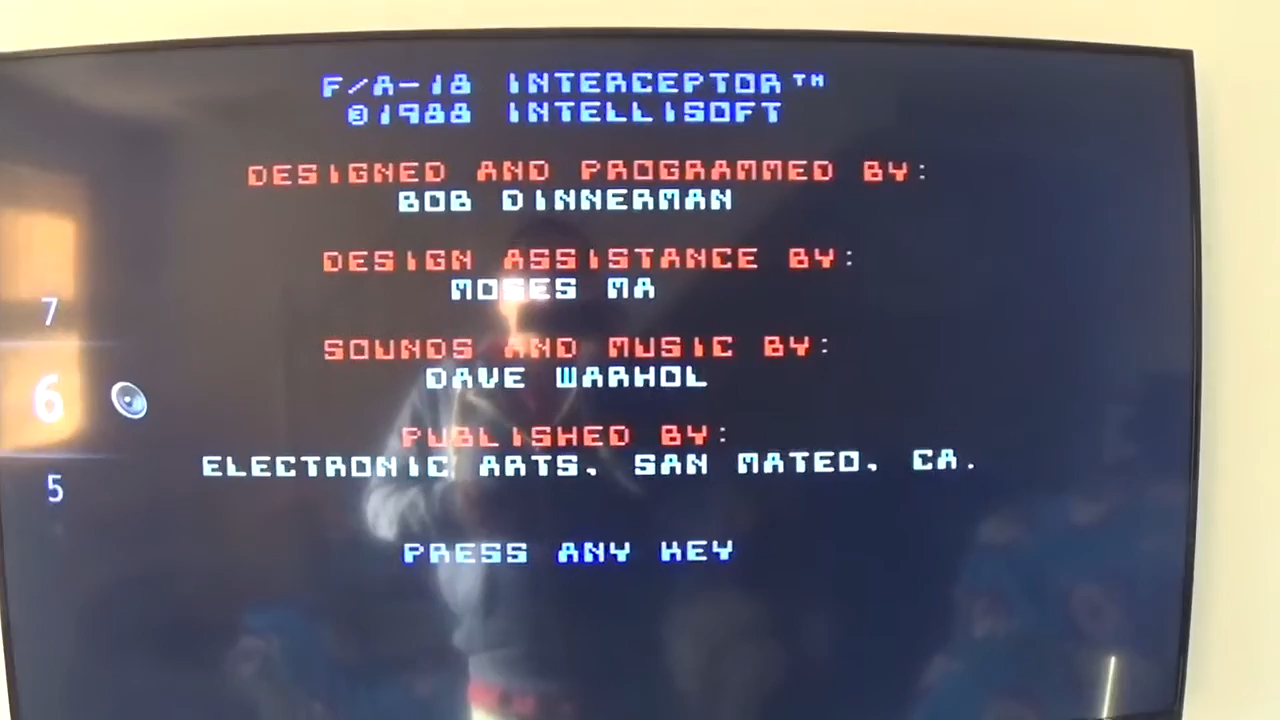 F/A-18 INTERCEPTOR™
©1988 INTELLISOFT
DESIGNED AND PROGRAMMED BY:
BOB DINNERMAN
DESIGN ASSISTANCE BY:
MOSES MA
SOUNDS AND MUSIC BY:
DAVE WARHOL
PUBLISHED BY:
ELECTRONIC ARTS, SAN MATEO, CA.
PRESS ANY KEY
7
6
5